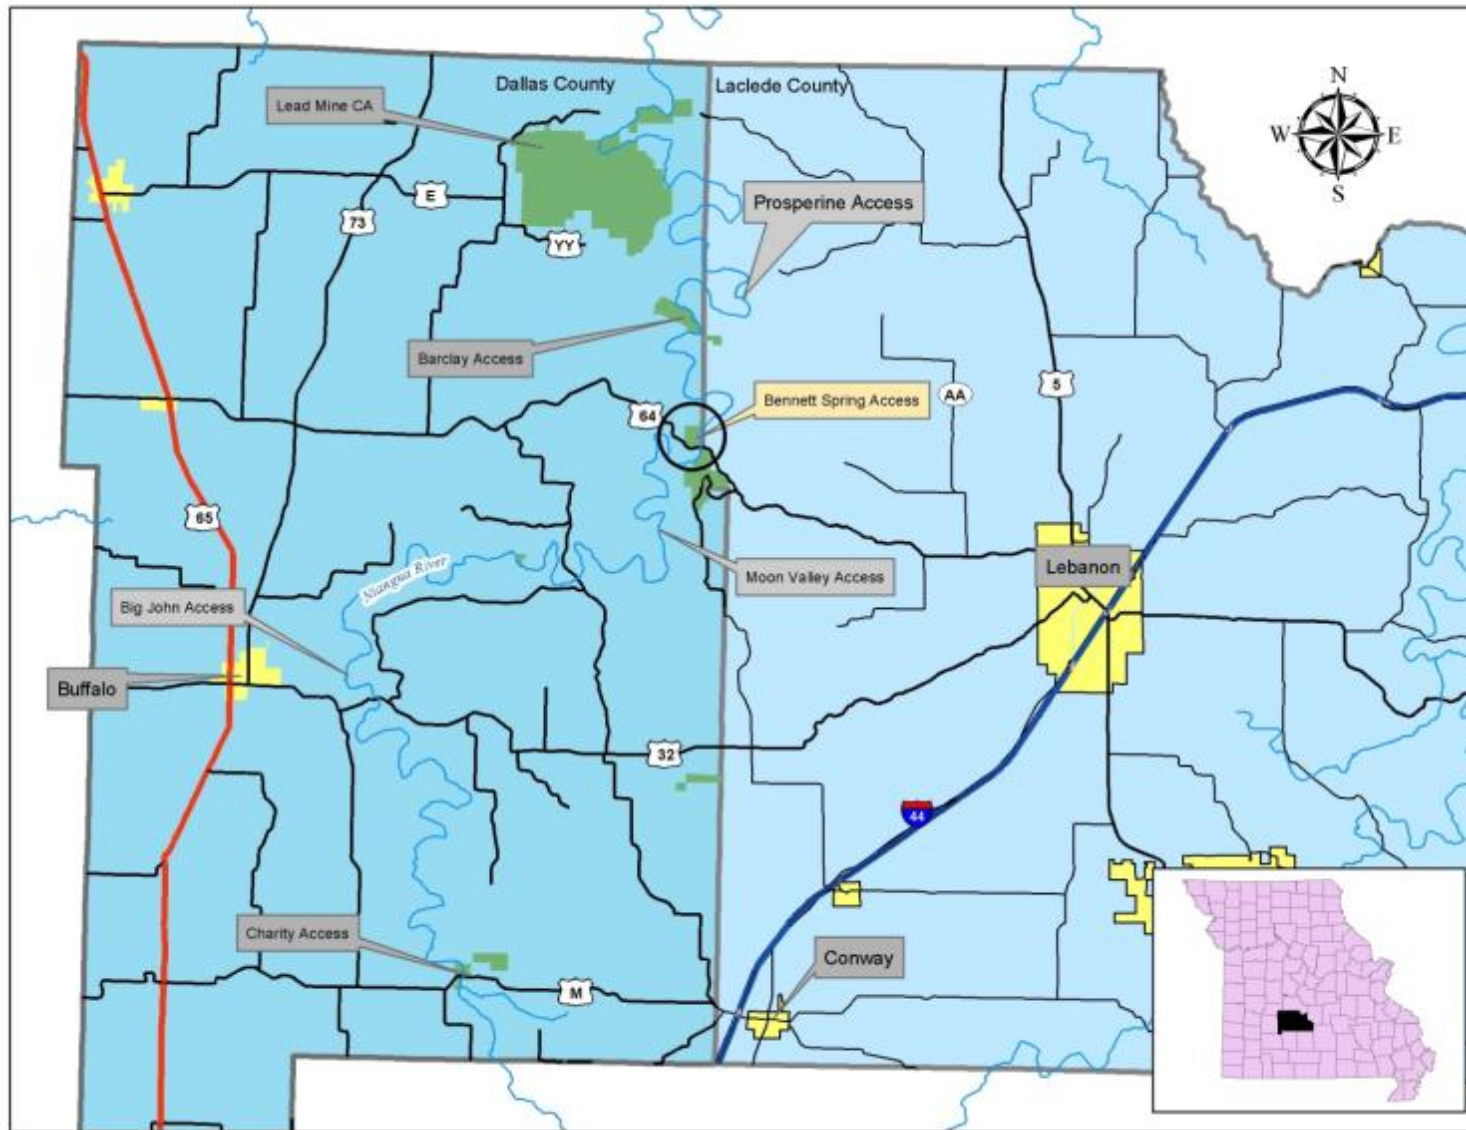 Dallas County
Laclede County
Lead Mine CA
N
W
E
S
E
73
YY
Prosperine Access
Barclay Access
5
AA
64
Bennett Spring Access
65
Niangua River
Moon Valley Access
Lebanon
Big John Access
Buffalo
32
44
Charity Access
Conway
M